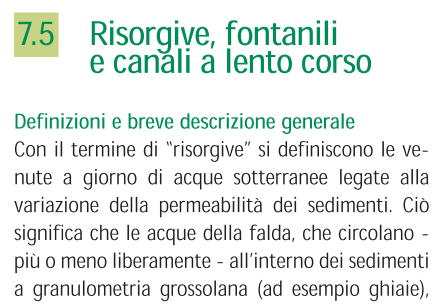 7.5 Risorgive, fontanili
e canali a lento corso
Definizioni e breve descrizione generale
Con il termine di “risorgive” si definiscono le ve-
nute a giorno di acque sotterranee legate alla
variazione della permeabilità dei sedimenti. Ciò
significa che le acque della falda, che circolano -
più o meno liberamente - all’interno dei sedimenti
a granulometria grossolana (ad esempio ghiaie),